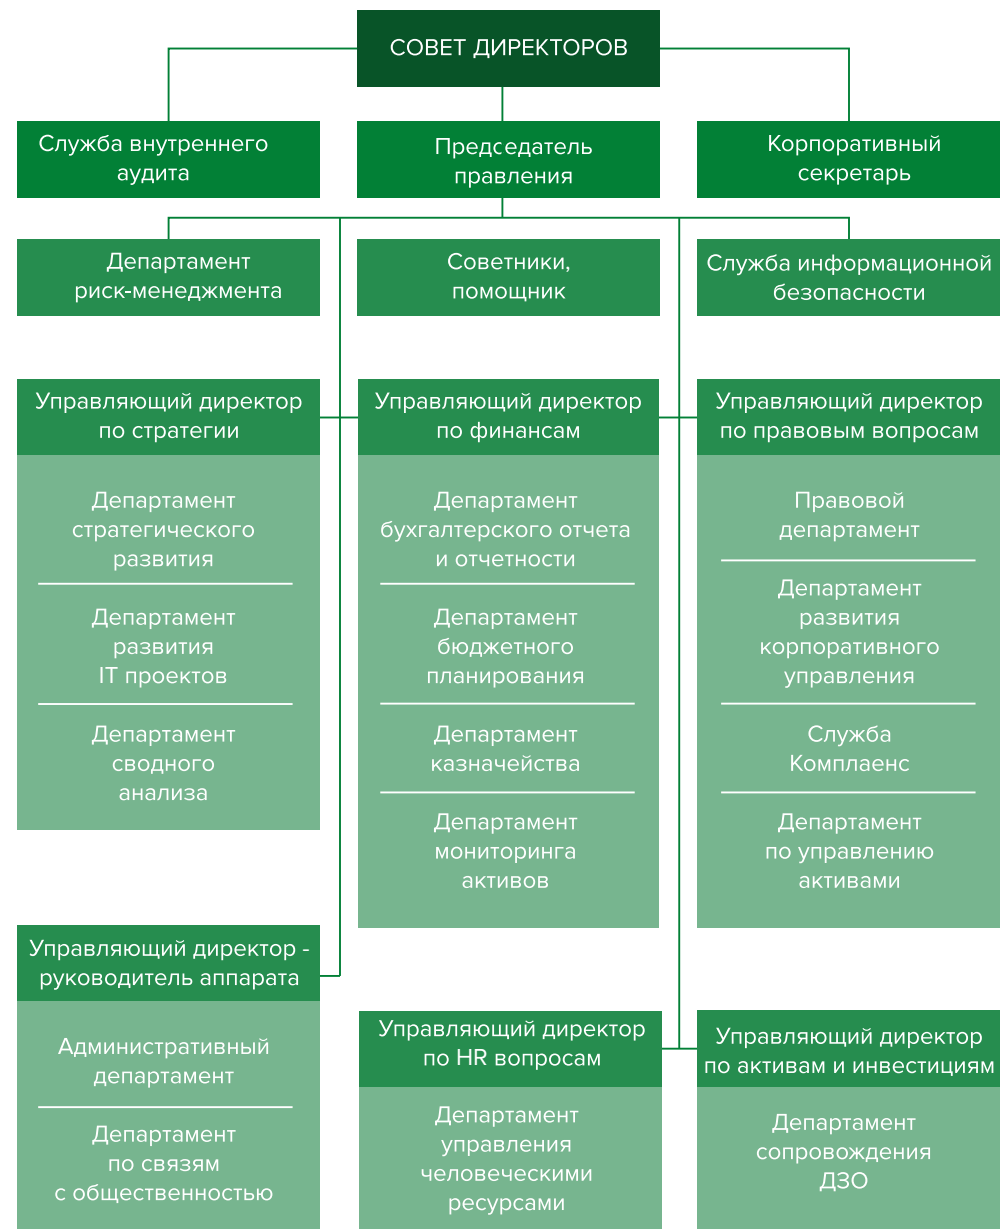 СОВЕТ ДИРЕКТОРОВ
Служба внутреннего
аудита
Председатель
правления
Корпоративный
секретарь
Департамент
риск-менеджмента
Советники,
помощник
Служба информационной
безопасности
Управляющий директор
по стратегии
Департамент
стратегического
развития
Департамент
развития
IT проектов
Департамент
сводного
анализа
Управляющий директор
по финансам
Департамент
бухгалтерского отчета
и отчетности
Департамент
бюджетного
планирования
Департамент
казначейства
Департамент
мониторинга
активов
Управляющий директор
по правовым вопросам
Правовой
департамент
Департамент
развития
корпоративного
управления
Служба
Комплаенс
Департамент
по управлению
активами
Управляющий директор -
руководитель аппарата
Административный
департамент
Департамент
по связям
с общественностью
Управляющий директор
по HR вопросам
Департамент
управления
человеческими
ресурсами
Управляющий директор
по активам и инвестициям
Департамент
сопровождения
ДЗО